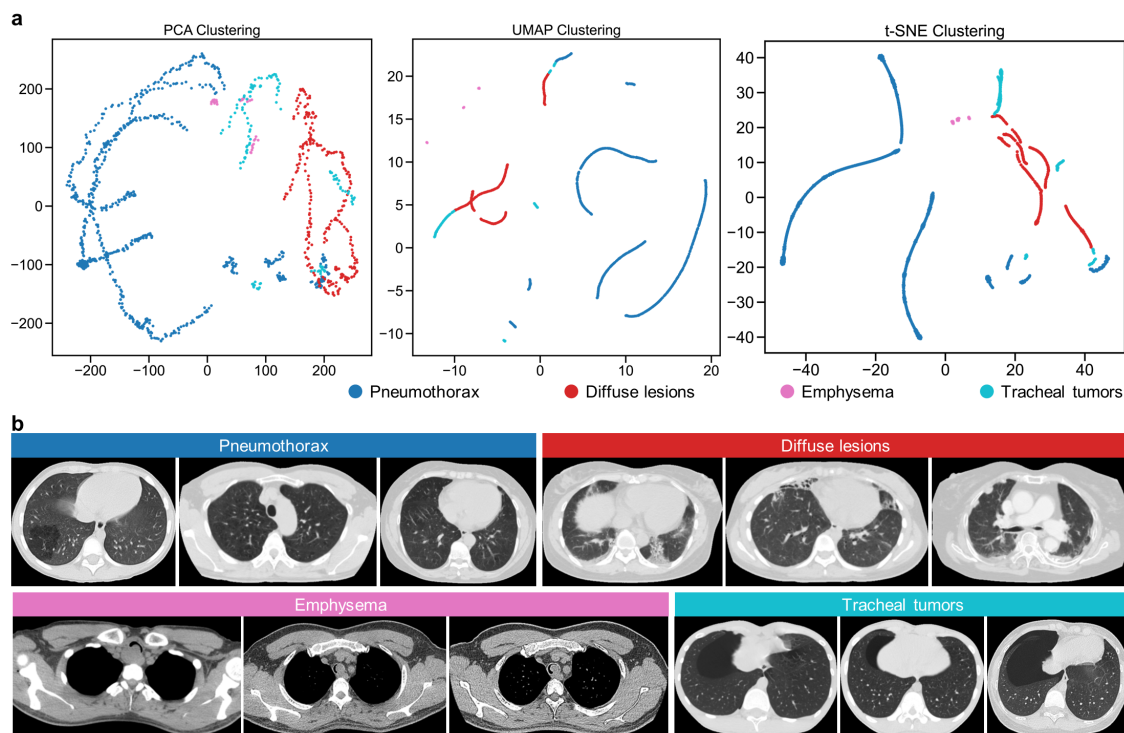 a
PCA Clustering
UMAP Clustering
t-SNE Clustering
200
100
0
−100
−200
−200 −100 0 100 200
20
15
10
5
0
−5
−10
−10 0 10 20
40
30
20
10
0
−10
−20
−30
−40
−40 −20 0 20 40
Pneumothorax Diffuse lesions Emphysema Tracheal tumors
b
Pneumothorax
Diffuse lesions
Emphysema
Tracheal tumors